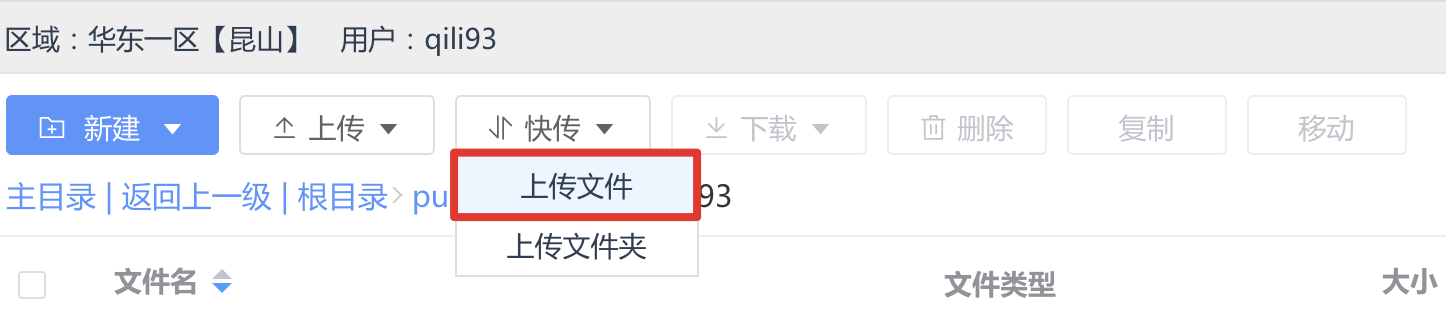 区域：华东一区【昆山】 用户：qili93
新建 上传 快传 下载 删除 复制 移动
主目录 | 返回上一级 | 根目录 > pu 93
上传文件
上传文件夹
文件名 文件类型 大小